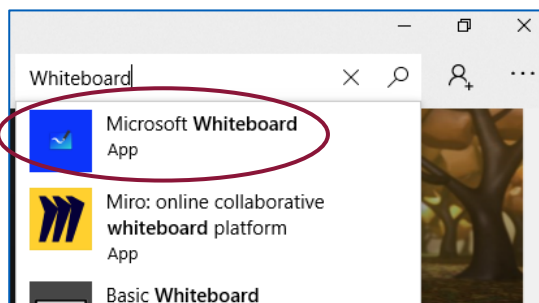 Whiteboard
Microsoft Whiteboard
App
Miro: online collaborative
whiteboard platform
App
Basic Whiteboard